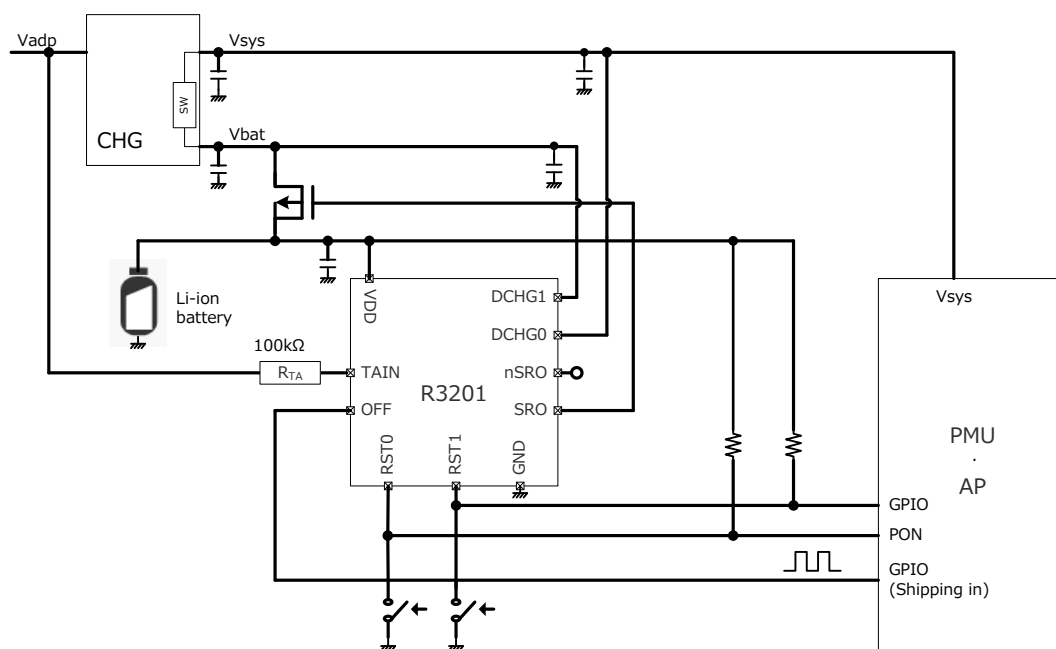 Vadp
Vsys
SW
CHG
Vbat
Li-ion
battery
VDD
DCHG1
DCHG0
Vsys
100kΩ
RTA
TAIN
nSRO
R3201
OFF
SRO
RST0
RST1
GND
PMU
·
AP
GPIO
PON
GPIO
(Shipping in)